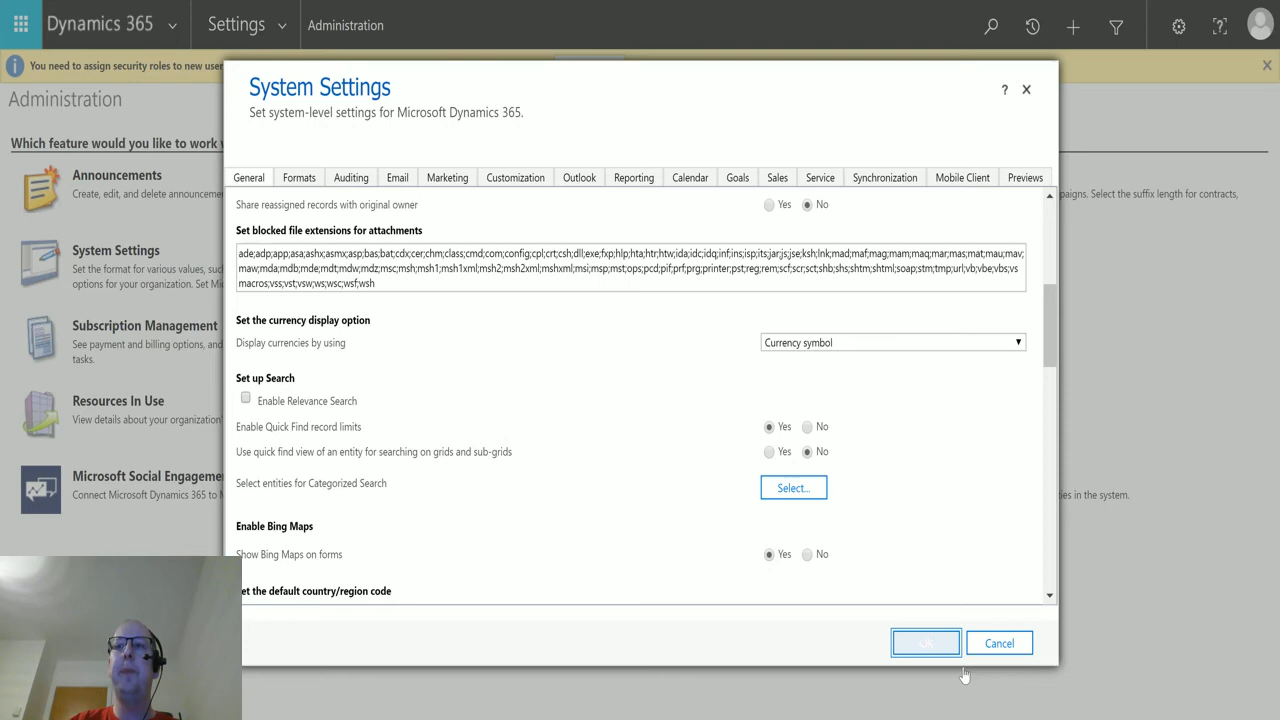 Dynamics 365 Settings Administration
You need to assign security roles to new user
Administration
Which feature would you like to work
Announcements
Create, edit, and delete announcemen
paigns. Select the suffix length for contracts,
System Settings
Set the format for various values, such
settings for Microsoft Dynamics 365. Set Mi
Subscription Management
See payment and billing options, and
tasks.
Resources In Use
View details about your organization'
Microsoft Social Engageme
Connect Microsoft Dynamics 365 to M
ties in the system.
System Settings
Set system-level settings for Microsoft Dynamics 365.
General Formats Auditing Email Marketing Customization Outlook Reporting Calendar Goals Sales Service Synchronization Mobile Client Previews
Share reassigned records with original owner Yes No
Set blocked file extensions for attachments
ade;adp;app;asa;ashx;asmx;asp;bas;bat;cdx;cer;chm;class;cmd;com;config;cpl;crt;csh;dll;exe;fxp;hlp;hta;htr;htw;ida;idc;idq;inf;ins;isp;its;jar;js;jse;ksh;lnk;mad;maf;mag;mam;maq;mar;mas;mat;mau;mav;
maw;mda;mdb;mde;mdt;mdw;mdz;msc;msh;msh1;msh1xml;msh2;msh2xml;mshxml;msi;msp;mst;ops;pcd;pif;prf;prg;printer;pst;reg;rem;scf;scr;sct;shb;shs;shtm;shtml;soap;stm;tmp;url;vb;vbe;vbs;vs
macros;vss;vst;vsw;ws;wsc;wsf;wsh
Set the currency display option
Display currencies by using Currency symbol
Set up Search
Enable Relevance Search
Enable Quick Find record limits Yes No
Use quick find view of an entity for searching on grids and sub-grids Yes No
Select entities for Categorized Search Select...
Enable Bing Maps
Show Bing Maps on forms Yes No
et the default country/region code
OK Cancel